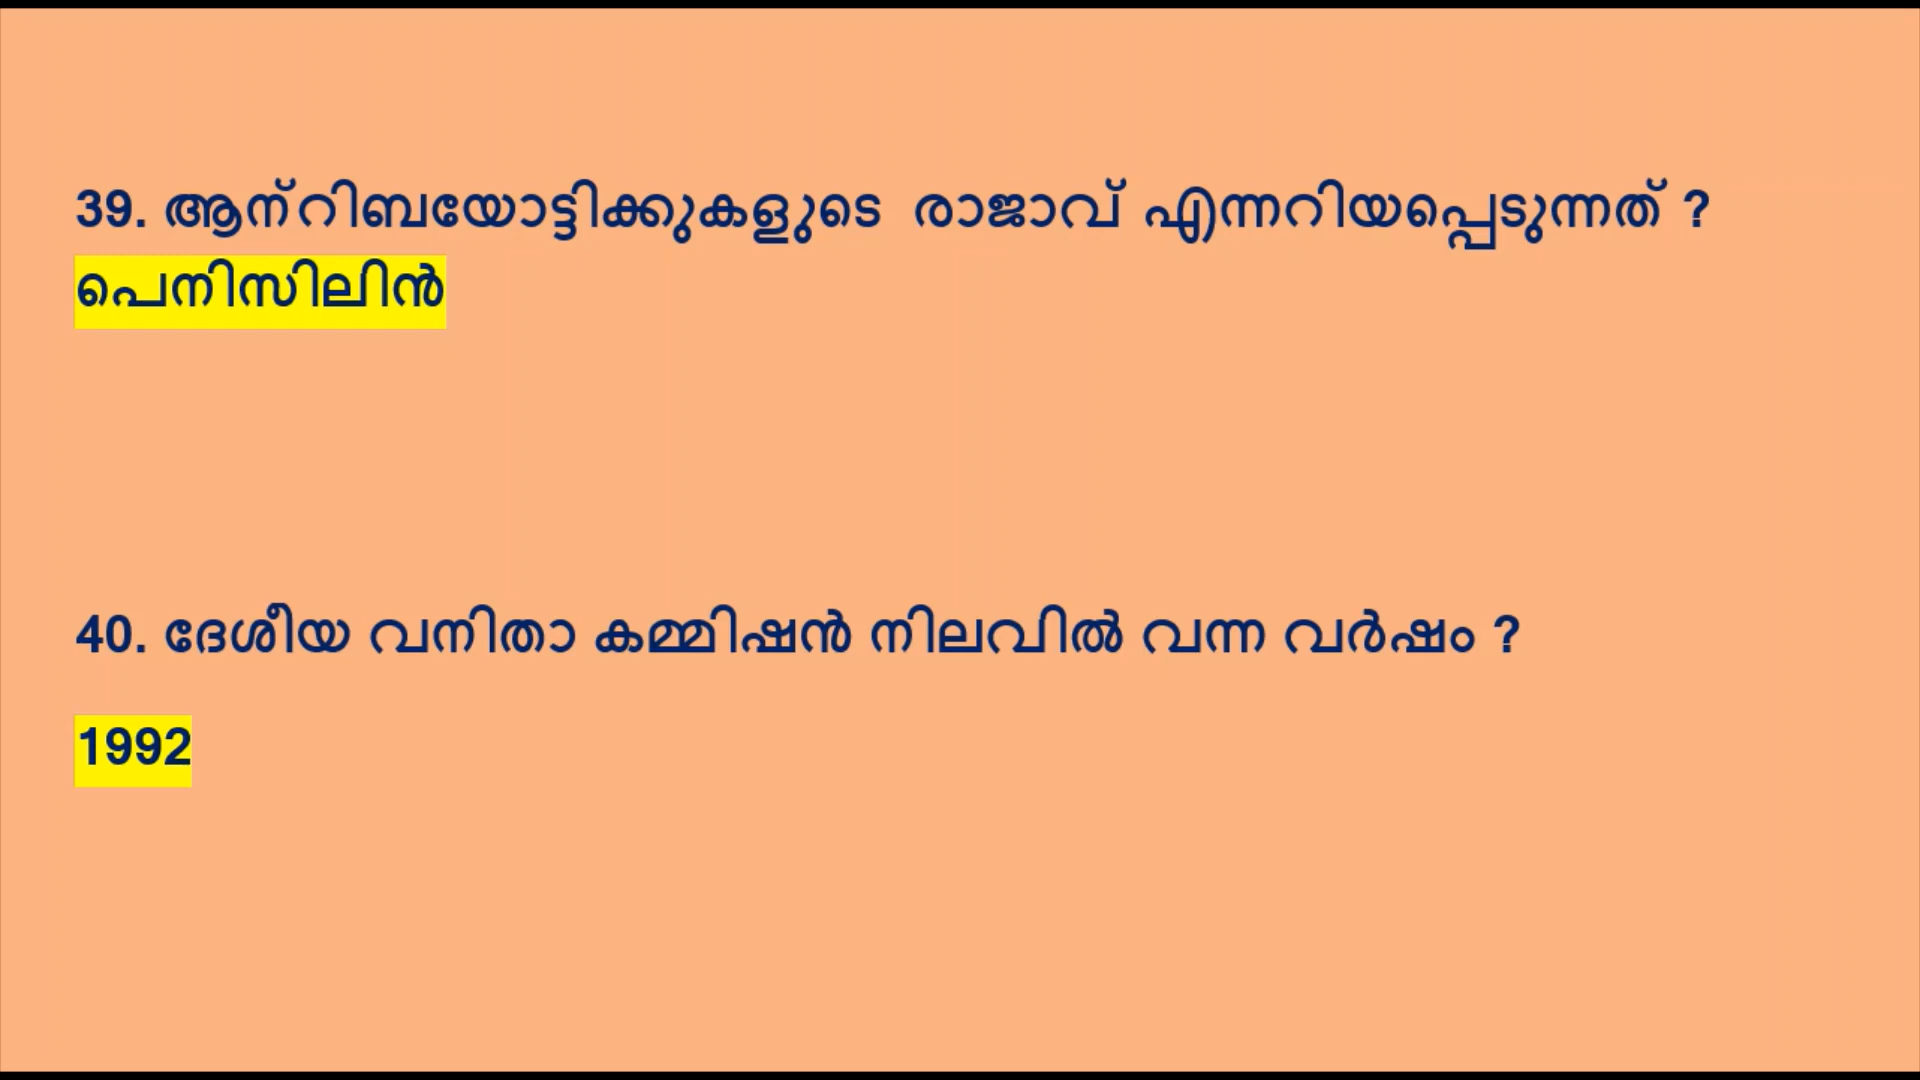 39. ആന്റിബയോട്ടിക്കുകളുടെ രാജാവ് എന്നറിയപ്പെടുന്നത് ?
പെനിസിലിൻ
40. ദേശീയ വനിതാ കമ്മിഷൻ നിലവിൽ വന്ന വർഷം ?
1992